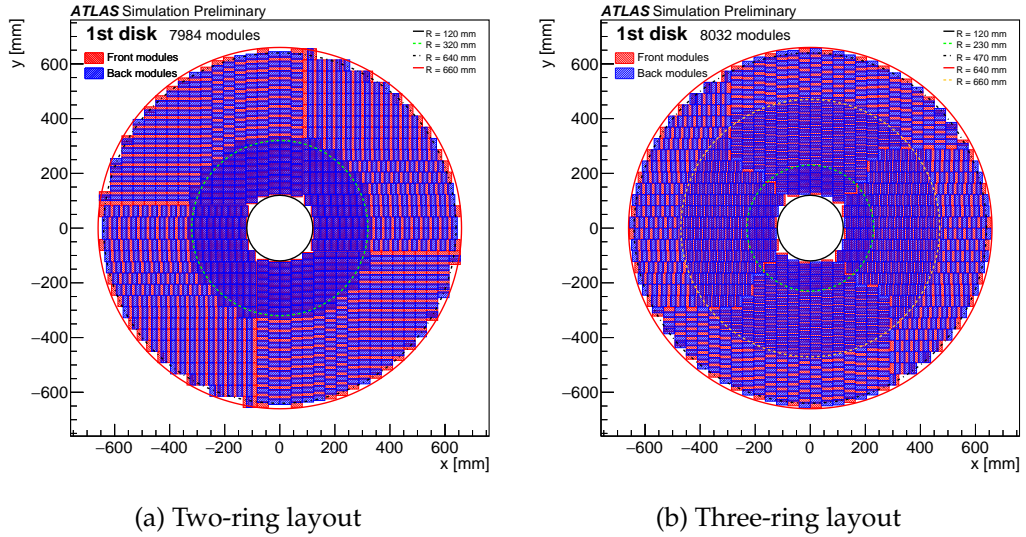 ATLAS Simulation Preliminary
1st disk 7984 modules
Front modules
Back modules
R = 120 mm
R = 320 mm
R = 640 mm
R = 660 mm
y [mm]
600
400
200
0
−200
−400
−600
−600 −400 −200 0 200 400 600
x [mm]
(a) Two-ring layout
ATLAS Simulation Preliminary
1st disk 8032 modules
Front modules
Back modules
R = 120 mm
R = 230 mm
R = 470 mm
R = 640 mm
R = 660 mm
y [mm]
600
400
200
0
−200
−400
−600
−600 −400 −200 0 200 400 600
x [mm]
(b) Three-ring layout